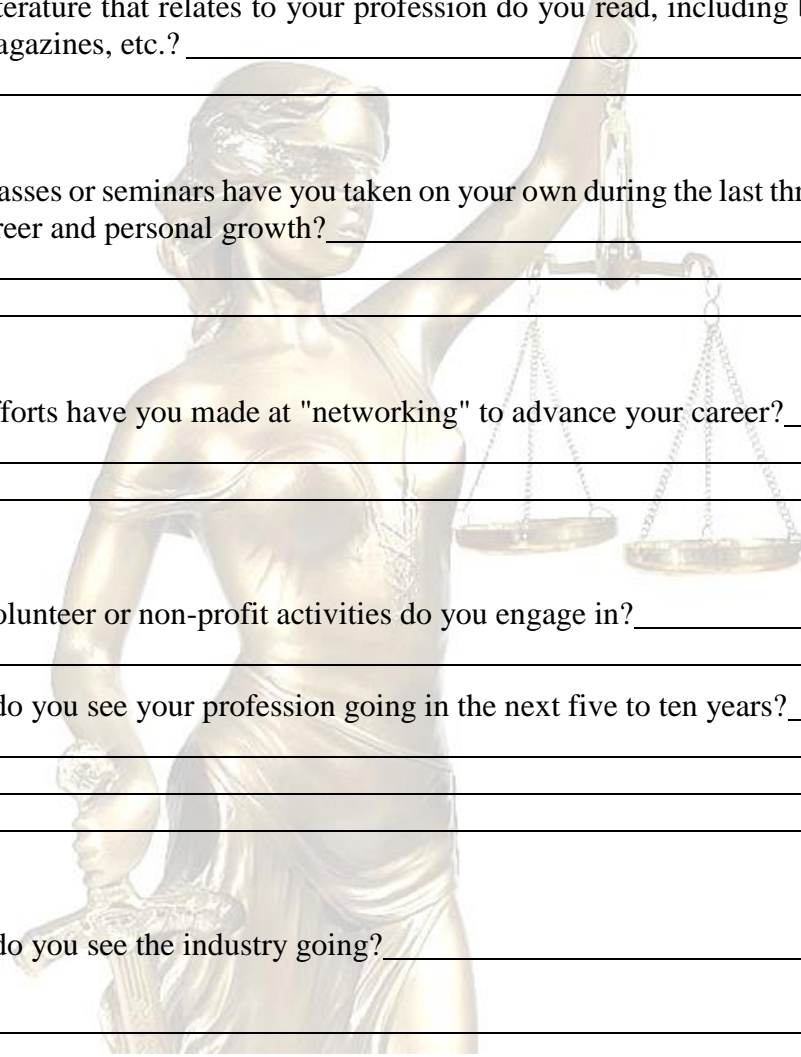 terature that relates to your profession do you read, including
agazines, etc.?
asses or seminars have you taken on your own during the last thr
reer and personal growth?
fforts have you made at "networking" to advance your career?
olunteer or non-profit activities do you engage in?
do you see your profession going in the next five to ten years?
do you see the industry going?